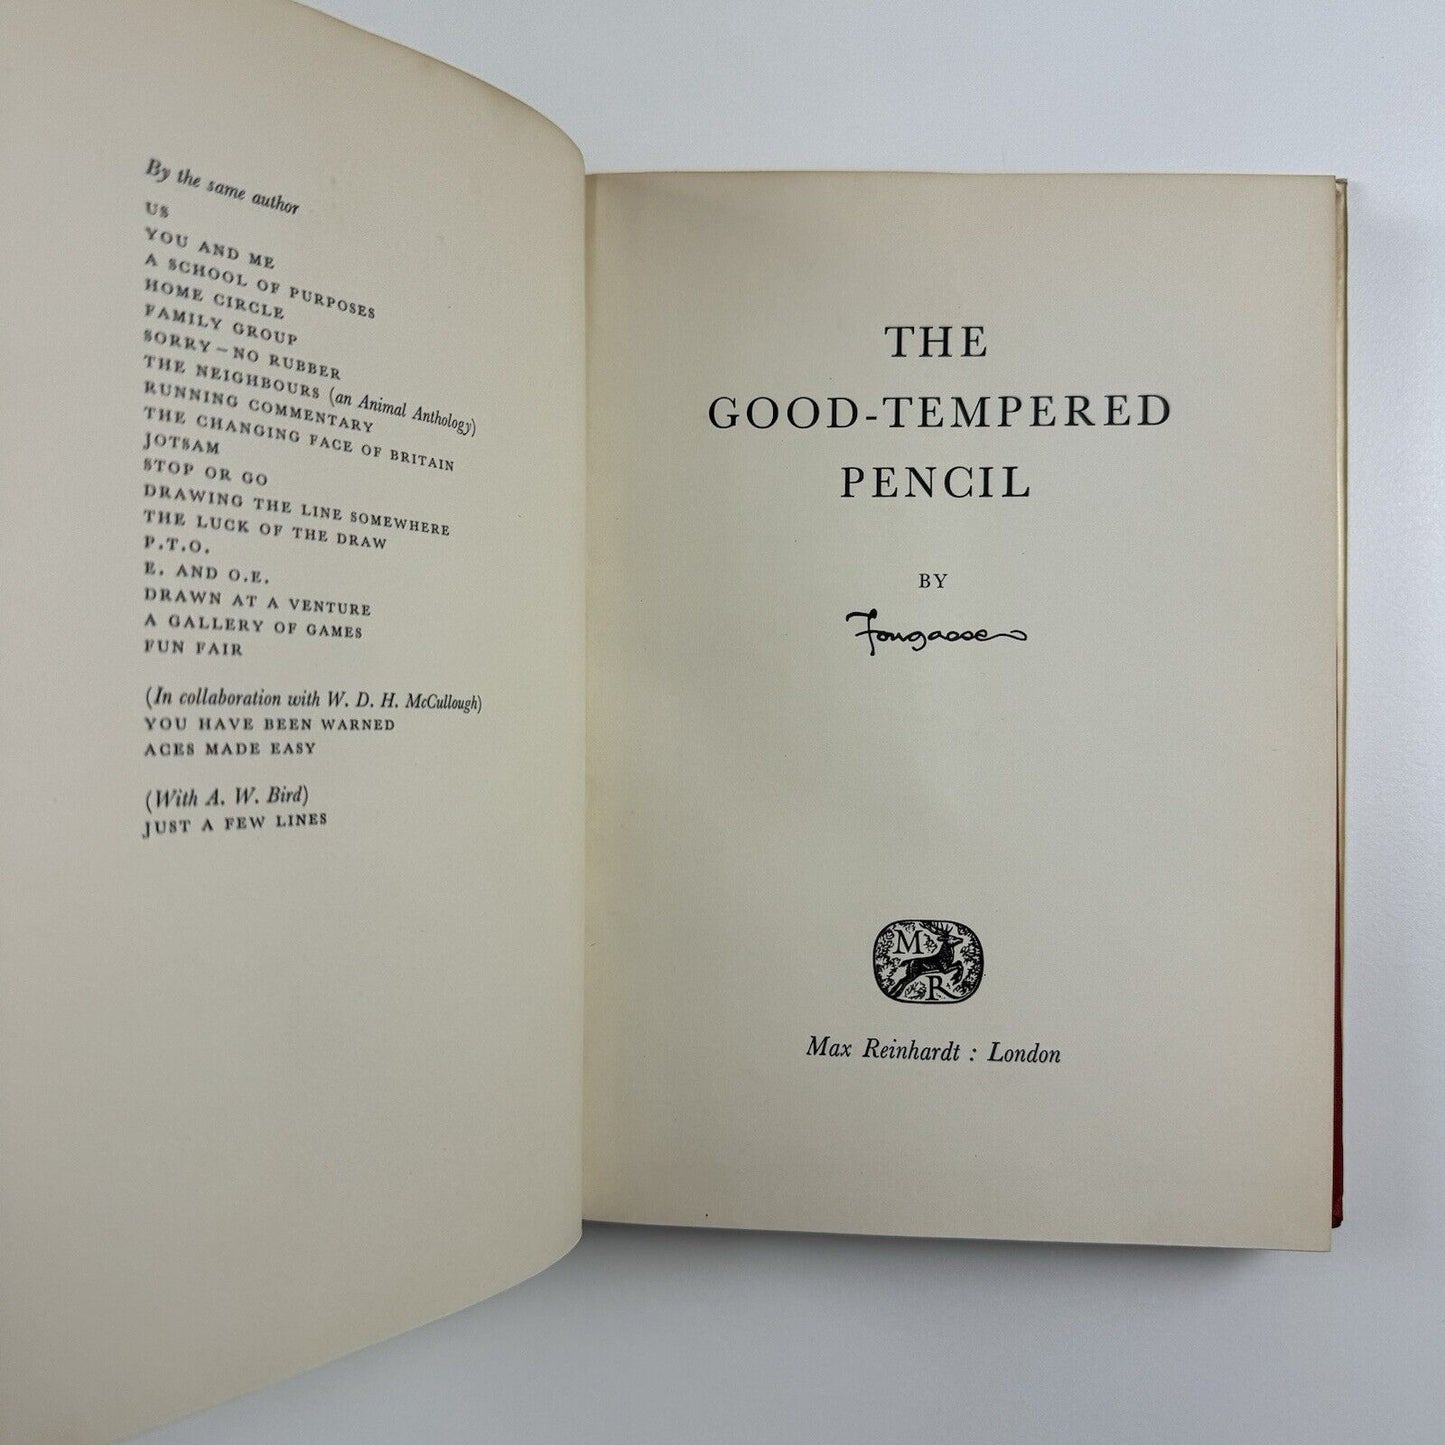 By the same author
US
YOU AND ME
A SCHOOL OF PURPOSES
HOME CIRCLE
FAMILY GROUP
SORRY – NO RUBBER
THE NEIGHBOURS (an Animal Anthology)
RUNNING COMMENTARY
THE CHANGING FACE OF BRITAIN
JOTSAM
STOP OR GO
DRAWING THE LINE SOMEWHERE
THE LUCK OF THE DRAW
P.T.O.
E. AND O.E.
DRAWN AT A VENTURE
A GALLERY OF GAMES
FUN FAIR
(In collaboration with W. D. H. McCullough)
YOU HAVE BEEN WARNED
ACES MADE EASY
(With A. W. Bird)
JUST A FEW LINES
THE
GOOD-TEMPERED
PENCIL
BY
Fougasse
M
R
Max Reinhardt : London